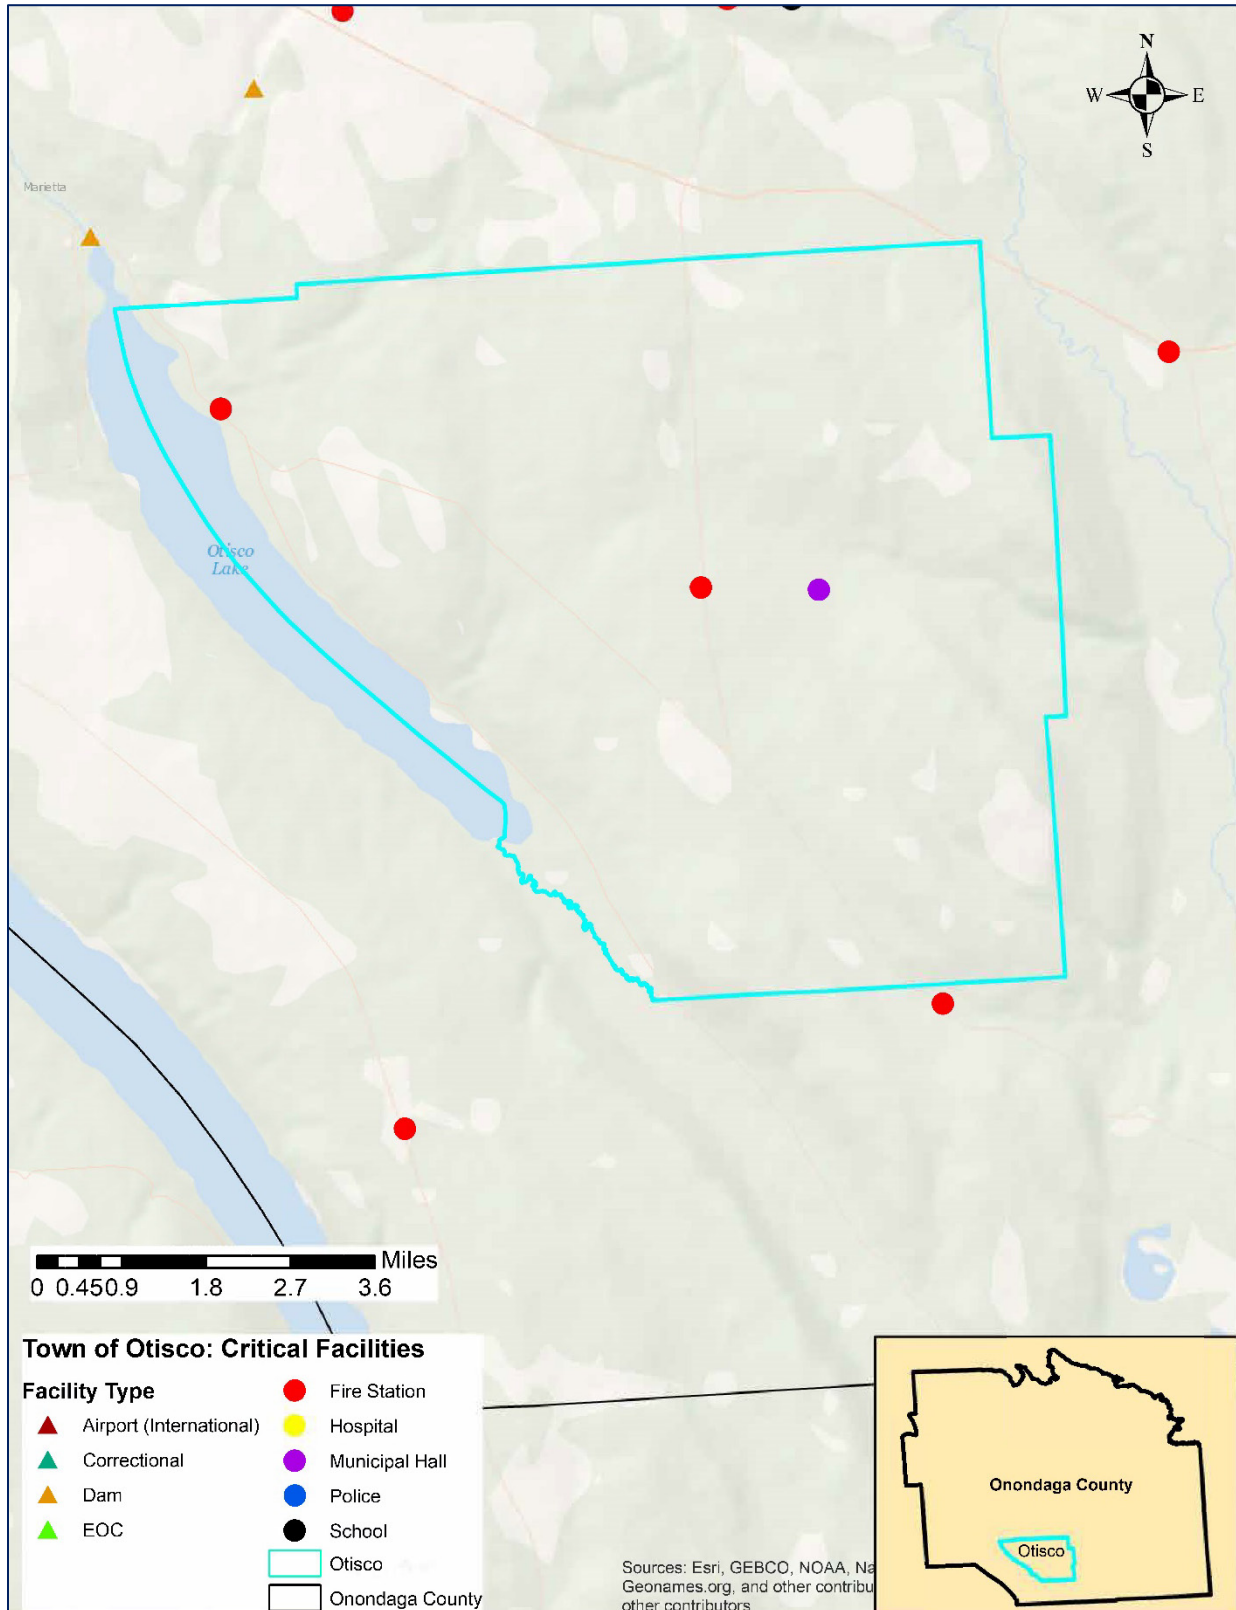 N
W E
S
Marietta
Otisco
Lake
Miles
0 0.45 0.9 1.8 2.7 3.6
Town of Otisco: Critical Facilities
Facility Type
Airport (International)
Correctional
Dam
EOC
Fire Station
Hospital
Municipal Hall
Police
School
Otisco
Onondaga County
Sources: Esri, GEBCO, NOAA, Na
Geonames.org, and other contribu
other contributors
Onondaga County
Otisco